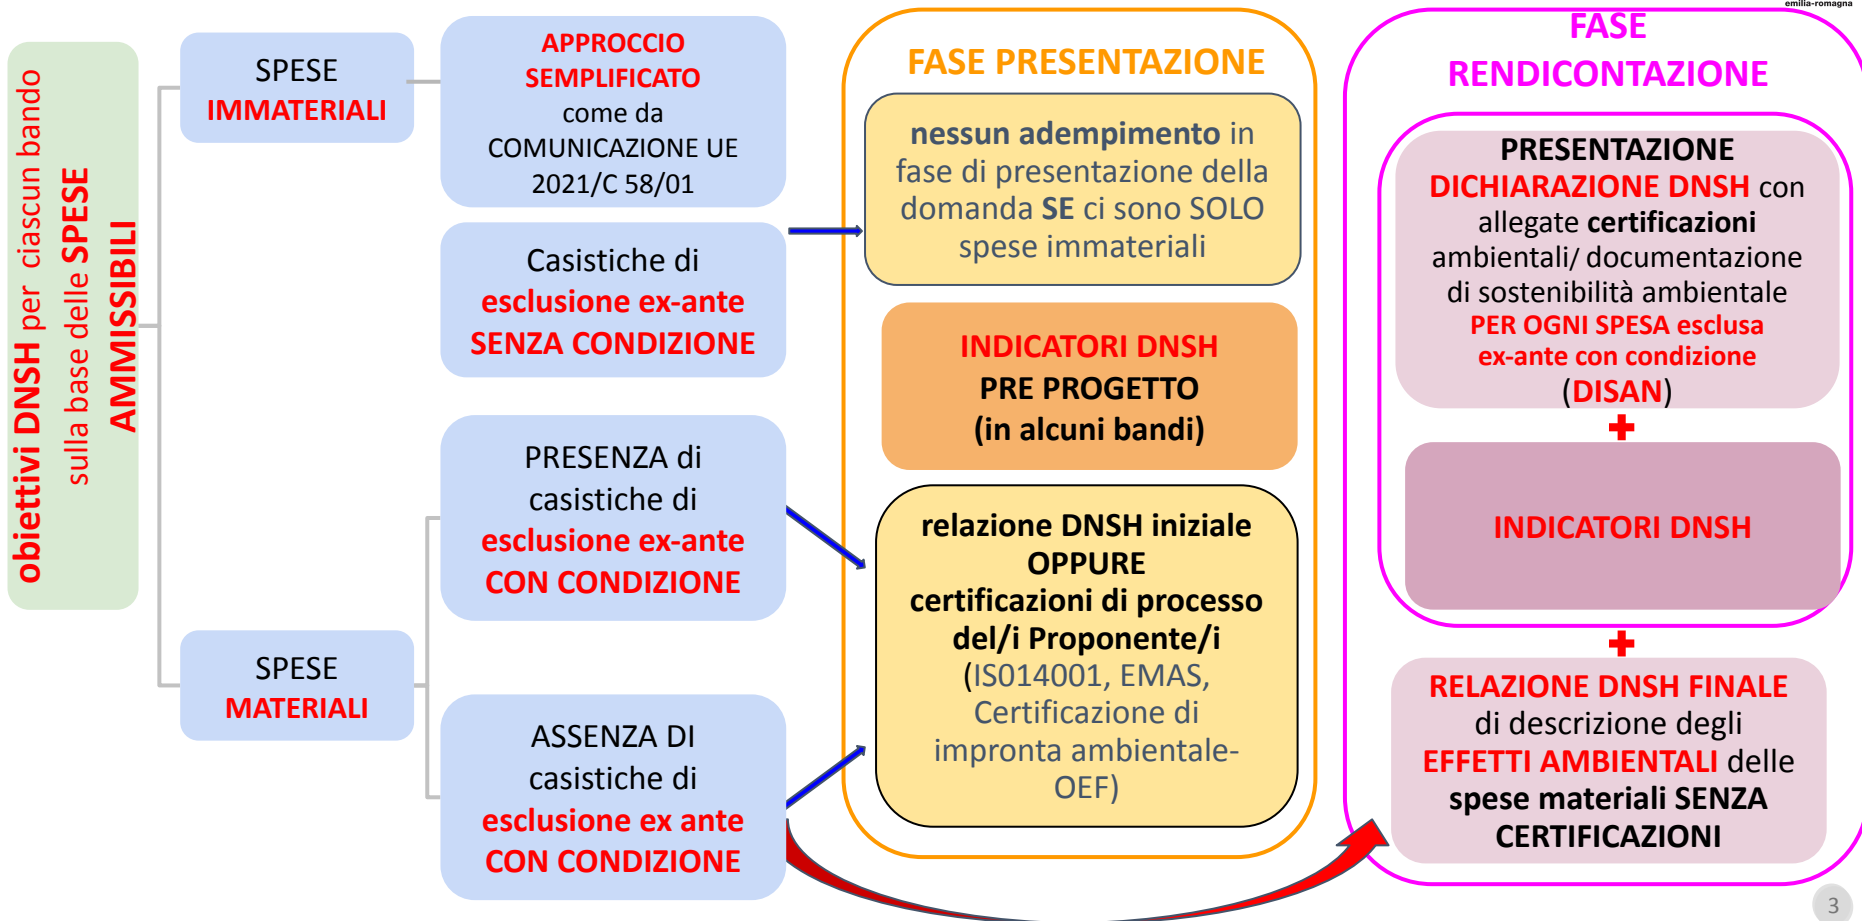 emilia-romagna
obiettivi DNSH per ciascun bando
sulla base delle SPESE
AMMISSIBILI
SPESE
IMMATERIALI
SPESE
MATERIALI
APPROCCIO
SEMPLIFICATO
come da
COMUNICAZIONE UE
2021/C 58/01
Casistiche di
esclusione ex-ante
SENZA CONDIZIONE
PRESENZA di
casistiche di
esclusione ex-ante
CON CONDIZIONE
ASSENZA DI
casistiche di
esclusione ex ante
CON CONDIZIONE
FASE PRESENTAZIONE
nessun adempimento in
fase di presentazione della
domanda SE ci sono SOLO
spese immateriali
INDICATORI DNSH
PRE PROGETTO
(in alcuni bandi)
relazione DNSH iniziale
OPPURE
certificazioni di processo
del/i Proponente/i
(IS014001, EMAS,
Certificazione di
impronta ambientale-
OEF)
FASE
RENDICONTAZIONE
PRESENTAZIONE
DICHIARAZIONE DNSH con
allegate certificazioni
ambientali/ documentazione
di sostenibilità ambientale
PER OGNI SPESA esclusa
ex-ante con condizione
(DISAN)
+
INDICATORI DNSH
+
RELAZIONE DNSH FINALE
di descrizione degli
EFFETTI AMBIENTALI delle
spese materiali SENZA
CERTIFICAZIONI
3